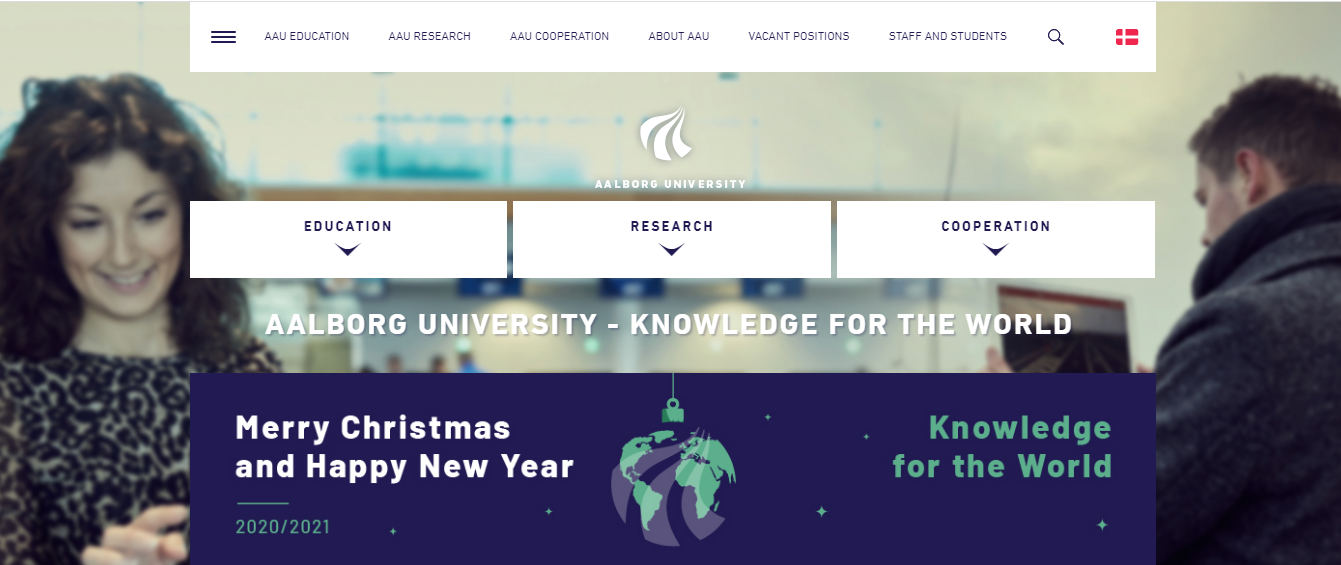 AAU EDUCATION
AAU RESEARCH
AAU COOPERATION
ABOUT AAU
VACANT POSITIONS
STAFF AND STUDENTS
AALBORG UNIVERSITY
EDUCATION
RESEARCH
COOPERATION
AALBORG UNIVERSITY - KNOWLEDGE FOR THE WORLD
Merry Christmas
and Happy New Year
2020/2021
Knowledge
for the World